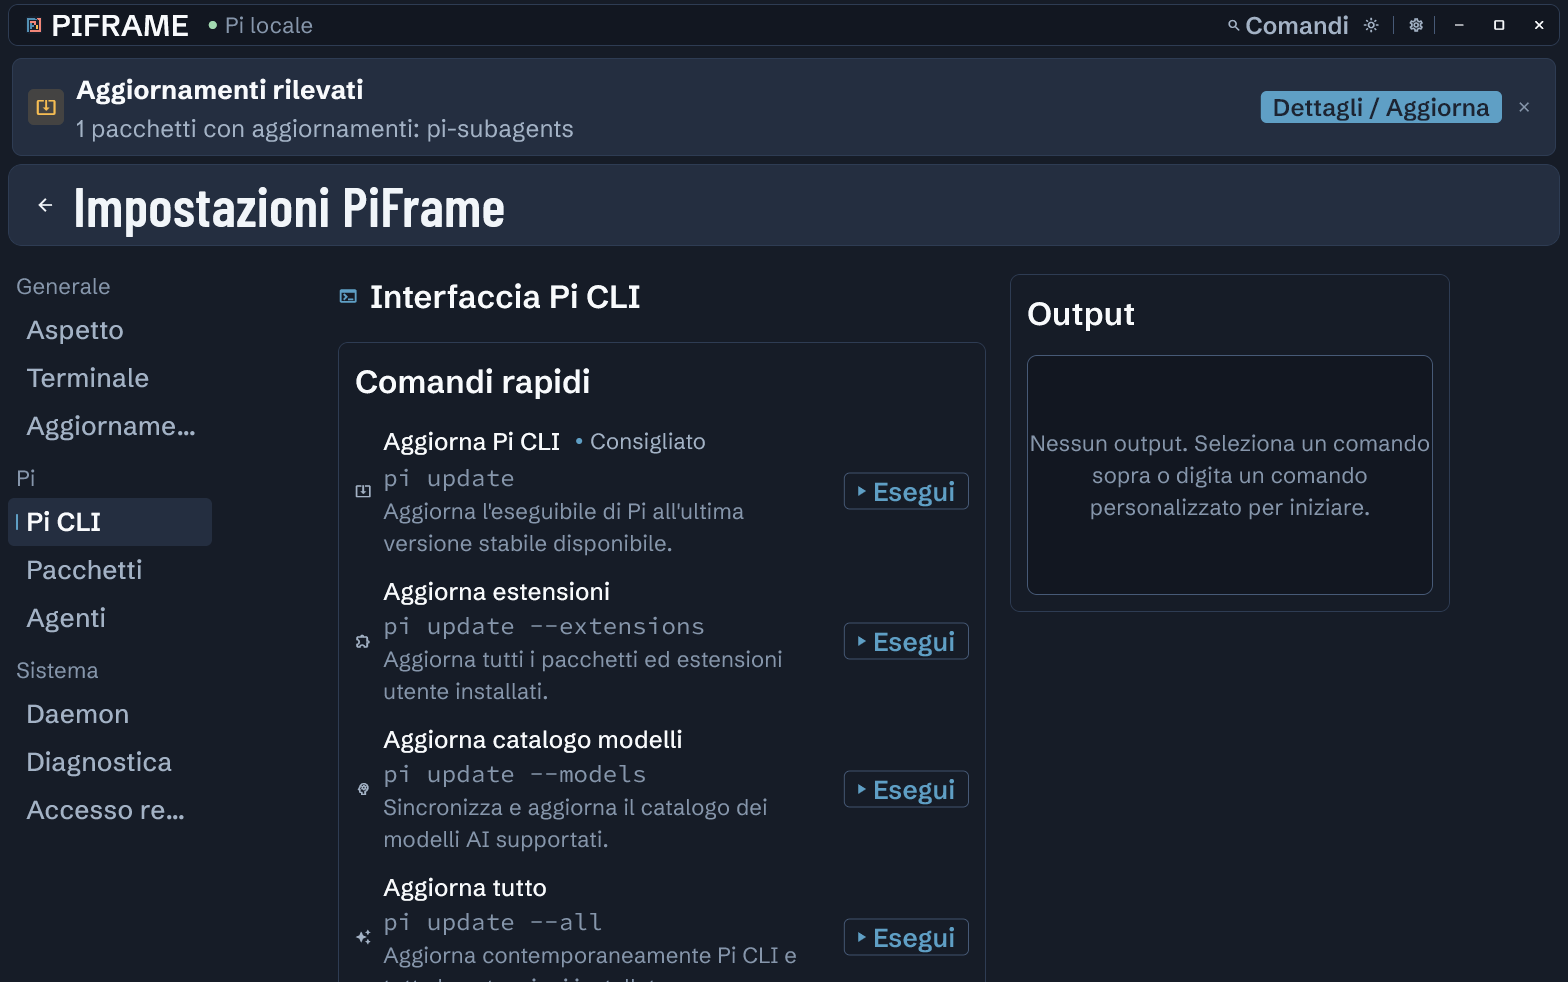 PIFRAME
Pi locale
Comandi
Aggiornamenti rilevati
1 pacchetti con aggiornamenti: pi-subagents
Dettagli / Aggiorna
Impostazioni PiFrame
Generale
Aspetto
Terminale
Aggiorname...
Pi
Pi CLI
Pacchetti
Agenti
Sistema
Daemon
Diagnostica
Accesso re...
Interfaccia Pi CLI
Comandi rapidi
Aggiorna Pi CLI • Consigliato
pi update
Aggiorna l'eseguibile di Pi all'ultima
versione stabile disponibile.
Esegui
Aggiorna estensioni
pi update --extensions
Aggiorna tutti i pacchetti ed estensioni
utente installati.
Esegui
Aggiorna catalogo modelli
pi update --models
Sincronizza e aggiorna il catalogo dei
modelli AI supportati.
Esegui
Aggiorna tutto
pi update --all
Aggiorna contemporaneamente Pi CLI e
Esegui
Output
Nessun output. Seleziona un comando
sopra o digita un comando
personalizzato per iniziare.